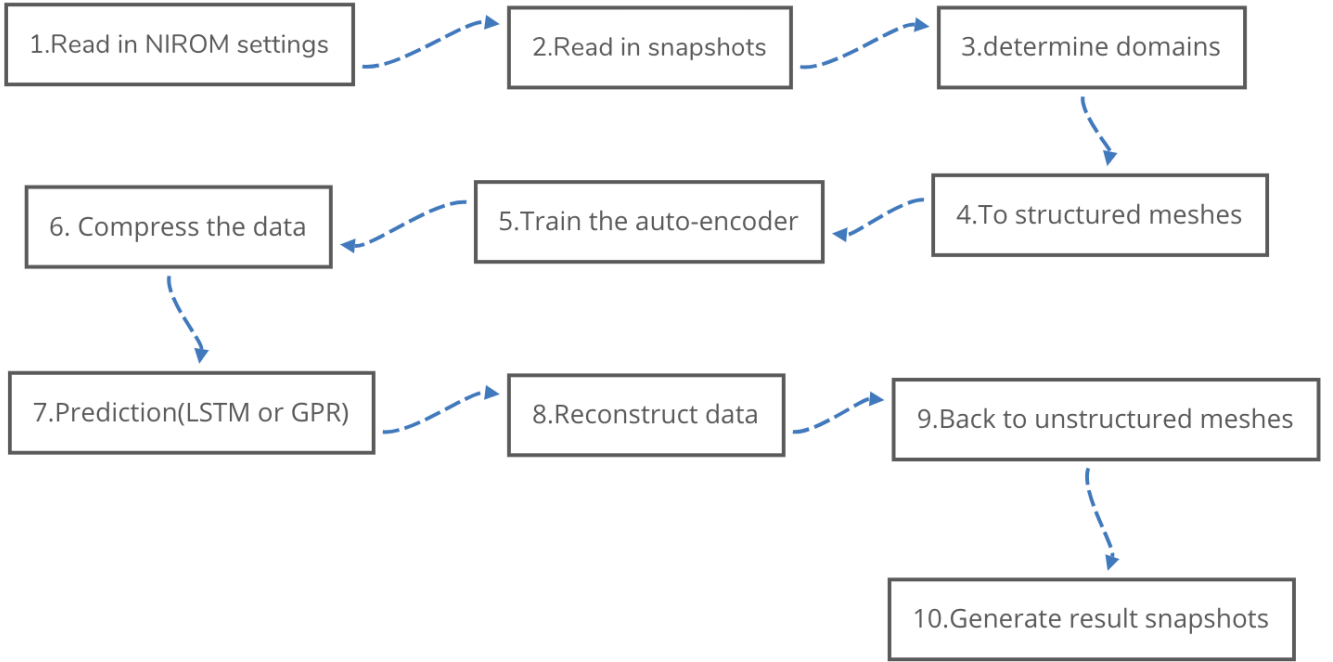 1.Read in NIROM settings
2.Read in snapshots
3.determine domains
4.To structured meshes
5.Train the auto-encoder
6. Compress the data
7.Prediction(LSTM or GPR)
8.Reconstruct data
9.Back to unstructured meshes
10.Generate result snapshots